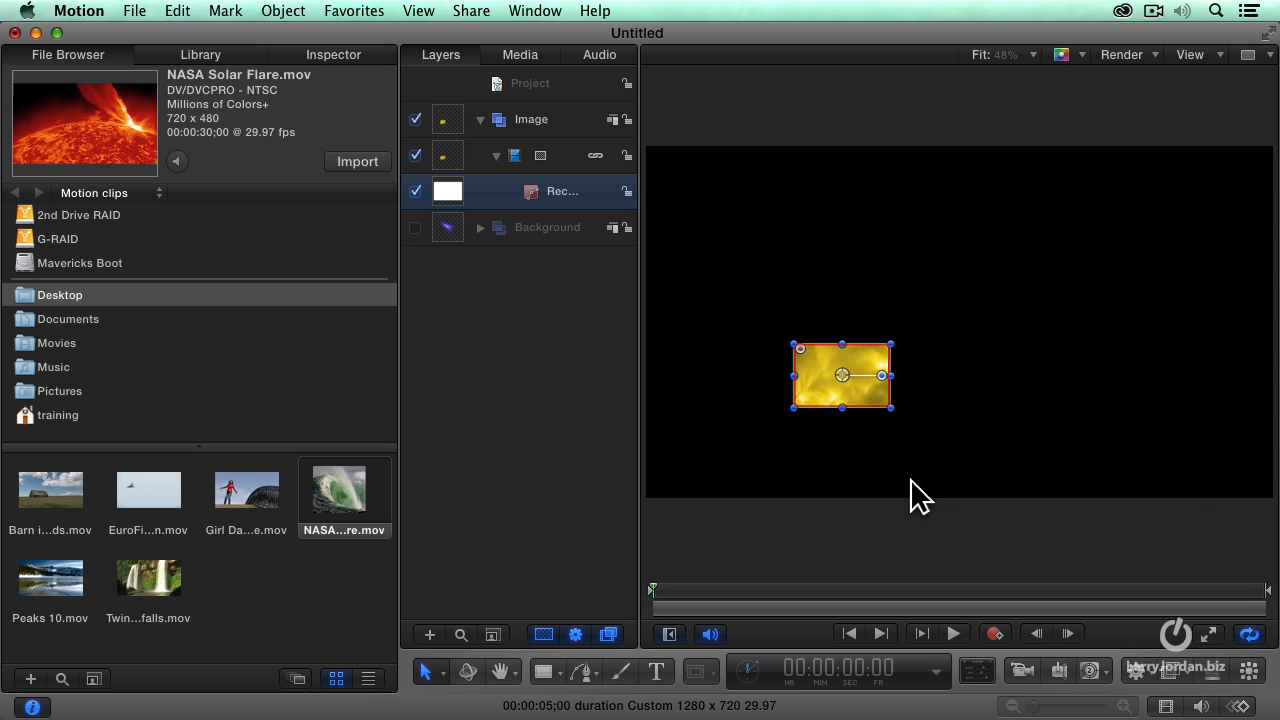 Motion File Edit Mark Object Favorites View Share Window Help
Untitled
File Browser Library Inspector
Layers Media Audio
Fit: 48% Render View
NASA Solar Flare.mov
DV/DVCPRO - NTSC
Millions of Colors+
720 x 480
00:00:30;00 @ 29.97 fps
Import
Motion clips
2nd Drive RAID
G-RAID
Mavericks Boot
Desktop
Documents
Movies
Music
Pictures
training
Barn i...ds.mov EuroFi...n.mov Girl Da...e.mov NASA...re.mov
Peaks 10.mov Twin...falls.mov
Project
Image
Rec...
Background
00:00:00:00
HR MIN SEC FR
larryjordan.biz
00:00:05;00 duration Custom 1280 x 720 29.97